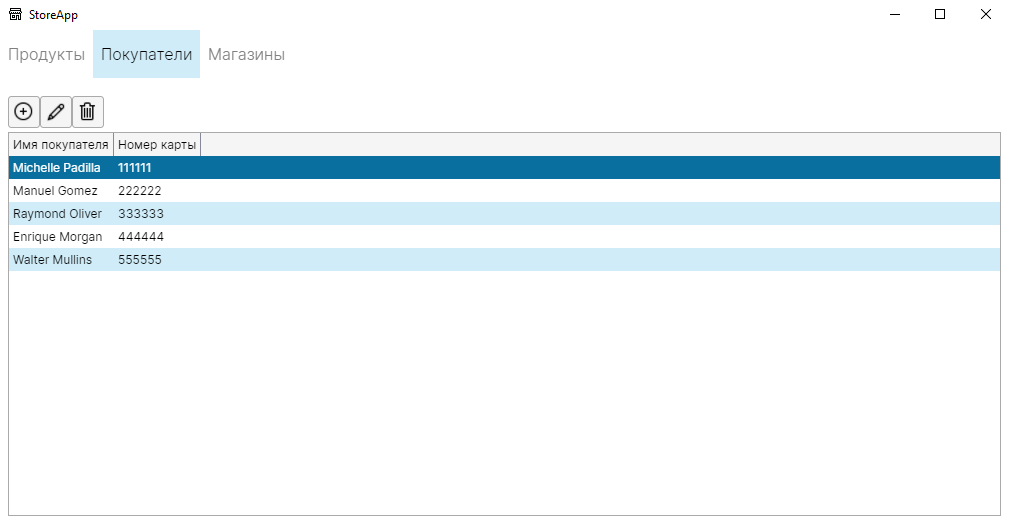 StoreApp
Продукты Покупатели Магазины
Имя покупателя Номер карты
Michelle Padilla 111111
Manuel Gomez 222222
Raymond Oliver 333333
Enrique Morgan 444444
Walter Mullins 555555